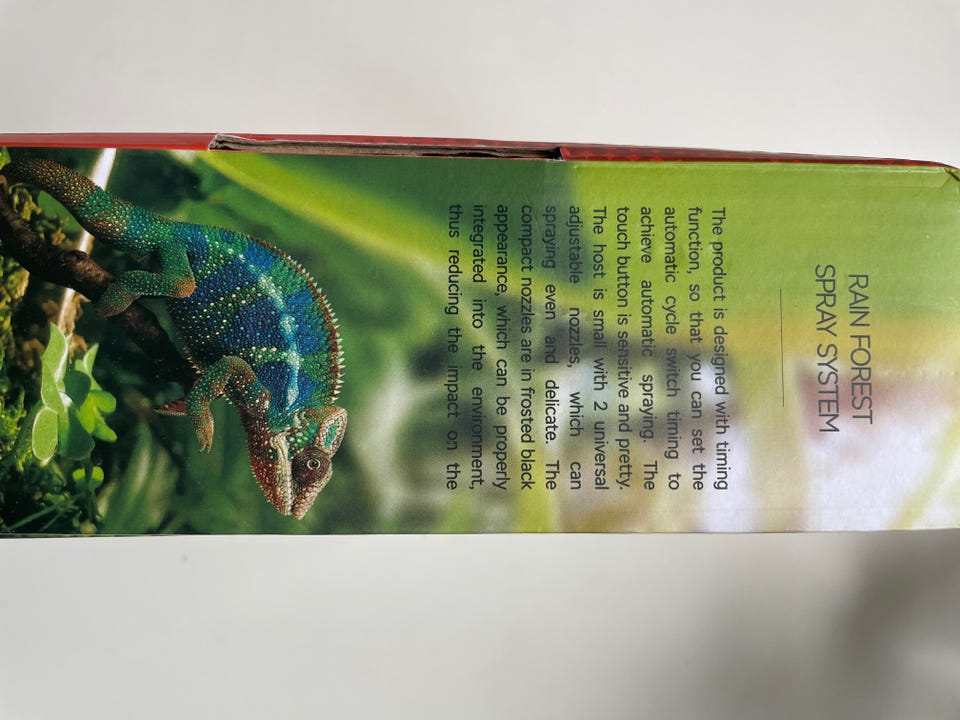 RAIN FOREST
SPRAY SYSTEM
The product is designed with timing
function, so that you can set the
automatic cycle switch timing to
achieve automatic spraying. The
touch button is sensitive and pretty.
The host is small with 2 universal
adjustable nozzles, which can
spraying even and delicate. The
compact nozzles are in frosted black
appearance, which can be properly
integrated into the environment,
thus reducing the impact on the